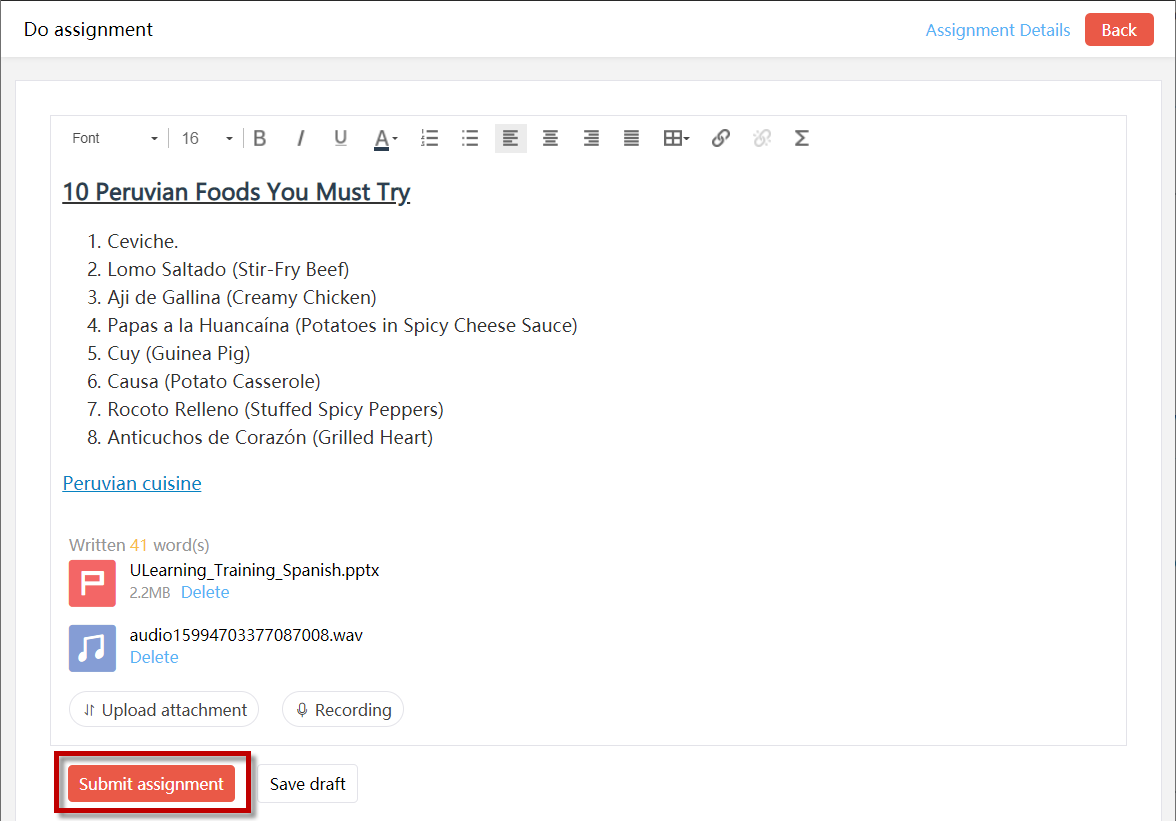 Do assignment
Assignment Details
Back
Font 16 B I U A Σ
10 Peruvian Foods You Must Try
1. Ceviche.
2. Lomo Saltado (Stir-Fry Beef)
3. Aji de Gallina (Creamy Chicken)
4. Papas a la Huancaína (Potatoes in Spicy Cheese Sauce)
5. Cuy (Guinea Pig)
6. Causa (Potato Casserole)
7. Rocoto Relleno (Stuffed Spicy Peppers)
8. Anticuchos de Corazón (Grilled Heart)
Peruvian cuisine
Written 41 word(s)
ULearning_Training_Spanish.pptx
2.2MB Delete
audio15994703377087008.wav
Delete
Upload attachment
Recording
Submit assignment
Save draft